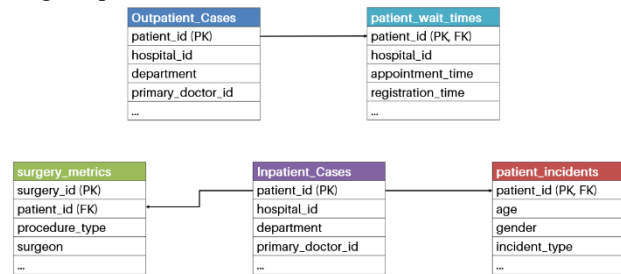 Outpatient_Cases
patient_id (PK)
hospital_id
department
primary_doctor_id
...
patient_wait_times
patient_id (PK, FK)
hospital_id
appointment_time
registration_time
...
surgery_metrics
surgery_id (PK)
patient_id (FK)
procedure_type
surgeon
...
Inpatient_Cases
patient_id (PK)
hospital_id
department
primary_doctor_id
...
patient_incidents
patient_id (PK, FK)
age
gender
incident_type
...